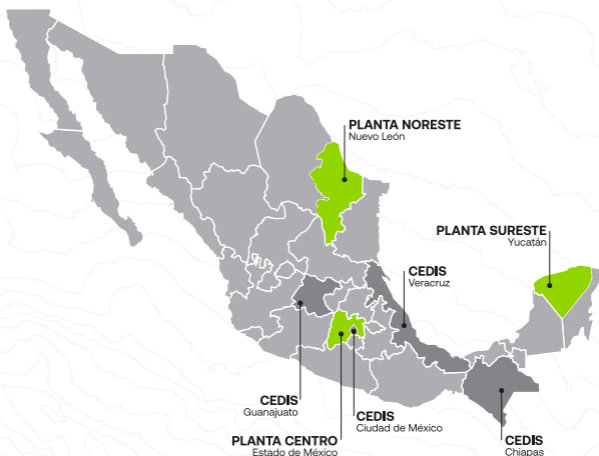 PLANTA NORESTE
Nuevo León
PLANTA SURESTE
Yucatán
CEDIS
Veracruz
CEDIS
Guanajuato
CEDIS
Ciudad de México
PLANTA CENTRO
Estado de México
CEDIS
Chiapas